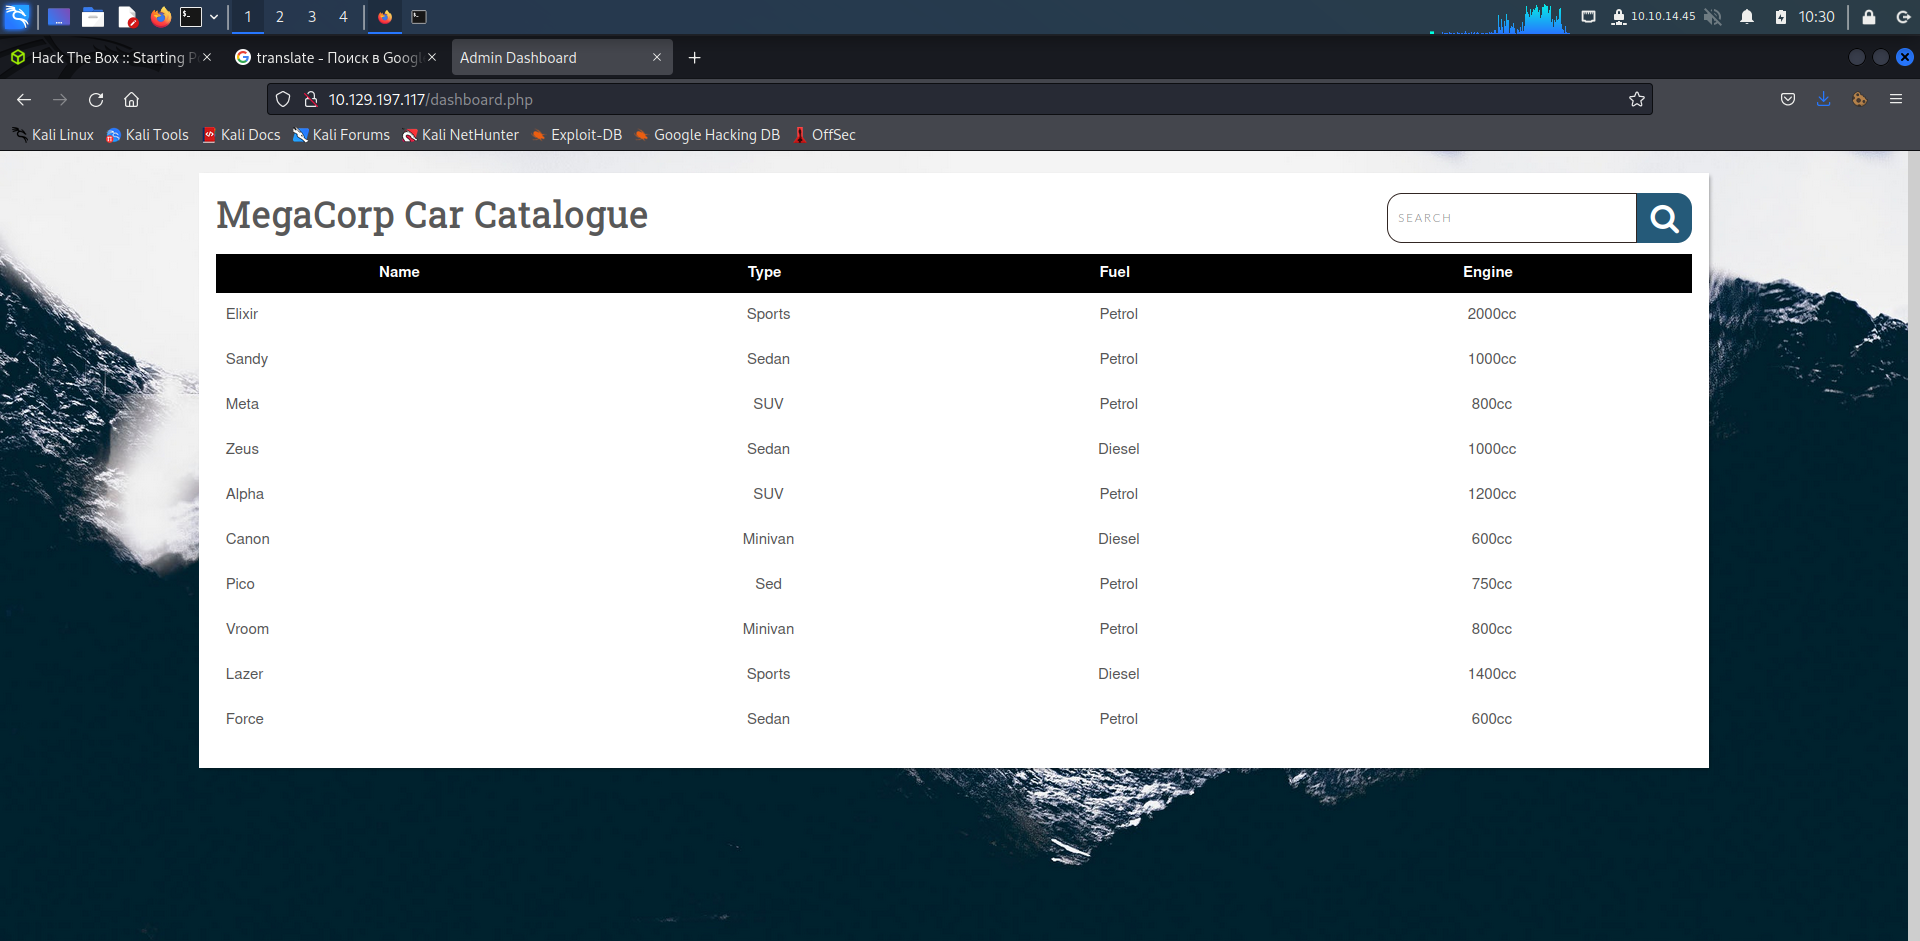 1 2 3 4 10.10.14.45 10:30
Hack The Box :: Starting P translate - Поиск в Googl Admin Dashboard
10.129.197.117/dashboard.php
Kali Linux Kali Tools Kali Docs Kali Forums Kali NetHunter Exploit-DB Google Hacking DB OffSec
MegaCorp Car Catalogue SEARCH
Name Type Fuel Engine
Elixir Sports Petrol 2000cc
Sandy Sedan Petrol 1000cc
Meta SUV Petrol 800cc
Zeus Sedan Diesel 1000cc
Alpha SUV Petrol 1200cc
Canon Minivan Diesel 600cc
Pico Sed Petrol 750cc
Vroom Minivan Petrol 800cc
Lazer Sports Diesel 1400cc
Force Sedan Petrol 600cc